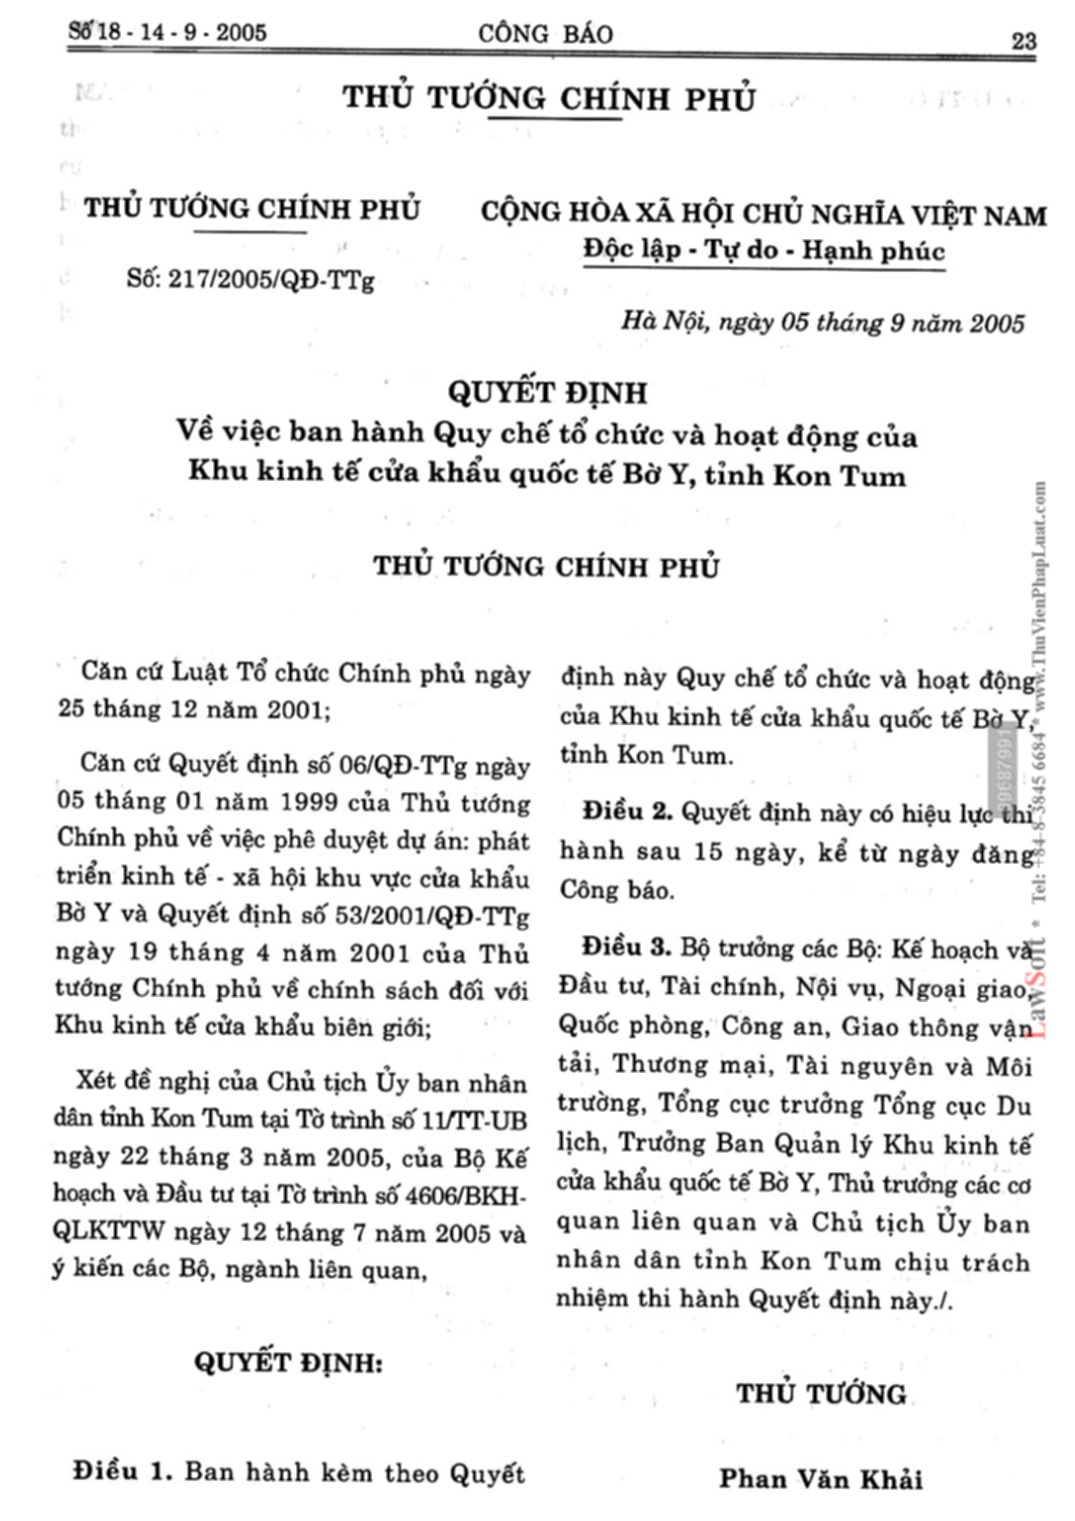 Số 18 - 14 - 9 - 2005
CÔNG BÁO
23
THỦ TƯỚNG CHÍNH PHỦ
THỦ TƯỚNG CHÍNH PHỦ
Số: 217/2005/QĐ-TTg
CỘNG HÒA XÃ HỘI CHỦ NGHĨA VIỆT NAM
Độc lập - Tự do - Hạnh phúc
Hà Nội, ngày 05 tháng 9 năm 2005
QUYẾT ĐỊNH
Về việc ban hành Quy chế tổ chức và hoạt động của
Khu kinh tế cửa khẩu quốc tế Bờ Y, tỉnh Kon Tum
THỦ TƯỚNG CHÍNH PHỦ
Căn cứ Luật Tổ chức Chính phủ ngày
25 tháng 12 năm 2001;
Căn cứ Quyết định số 06/QĐ-TTg ngày
05 tháng 01 năm 1999 của Thủ tướng
Chính phủ về việc phê duyệt dự án: phát
triển kinh tế - xã hội khu vực cửa khẩu
Bờ Y và Quyết định số 53/2001/QĐ-TTg
ngày 19 tháng 4 năm 2001 của Thủ
tướng Chính phủ về chính sách đối với
Khu kinh tế cửa khẩu biên giới;
Xét đề nghị của Chủ tịch Ủy ban nhân
dân tỉnh Kon Tum tại Tờ trình số 11/TT-UB
ngày 22 tháng 3 năm 2005, của Bộ Kế
hoạch và Đầu tư tại Tờ trình số 4606/BKH-
QLKTTW ngày 12 tháng 7 năm 2005 và
ý kiến các Bộ, ngành liên quan,
QUYẾT ĐỊNH:
Điều 1. Ban hành kèm theo Quyết
định này Quy chế tổ chức và hoạt động
của Khu kinh tế cửa khẩu quốc tế Bờ Y,
tỉnh Kon Tum.
Điều 2. Quyết định này có hiệu lực thi
hành sau 15 ngày, kể từ ngày đăng
Công báo.
Điều 3. Bộ trưởng các Bộ: Kế hoạch và
Đầu tư, Tài chính, Nội vụ, Ngoại giao,
Quốc phòng, Công an, Giao thông vận
tải, Thương mại, Tài nguyên và Môi
trường, Tổng cục trưởng Tổng cục Du
lịch, Trưởng Ban Quản lý Khu kinh tế
cửa khẩu quốc tế Bờ Y, Thủ trưởng các cơ
quan liên quan và Chủ tịch Ủy ban
nhân dân tỉnh Kon Tum chịu trách
nhiệm thi hành Quyết định này./.
THỦ TƯỚNG
Phan Văn Khải
LawSoft * Tel: +84-8-3845 6684 * www.ThuVienPhapLuat.com